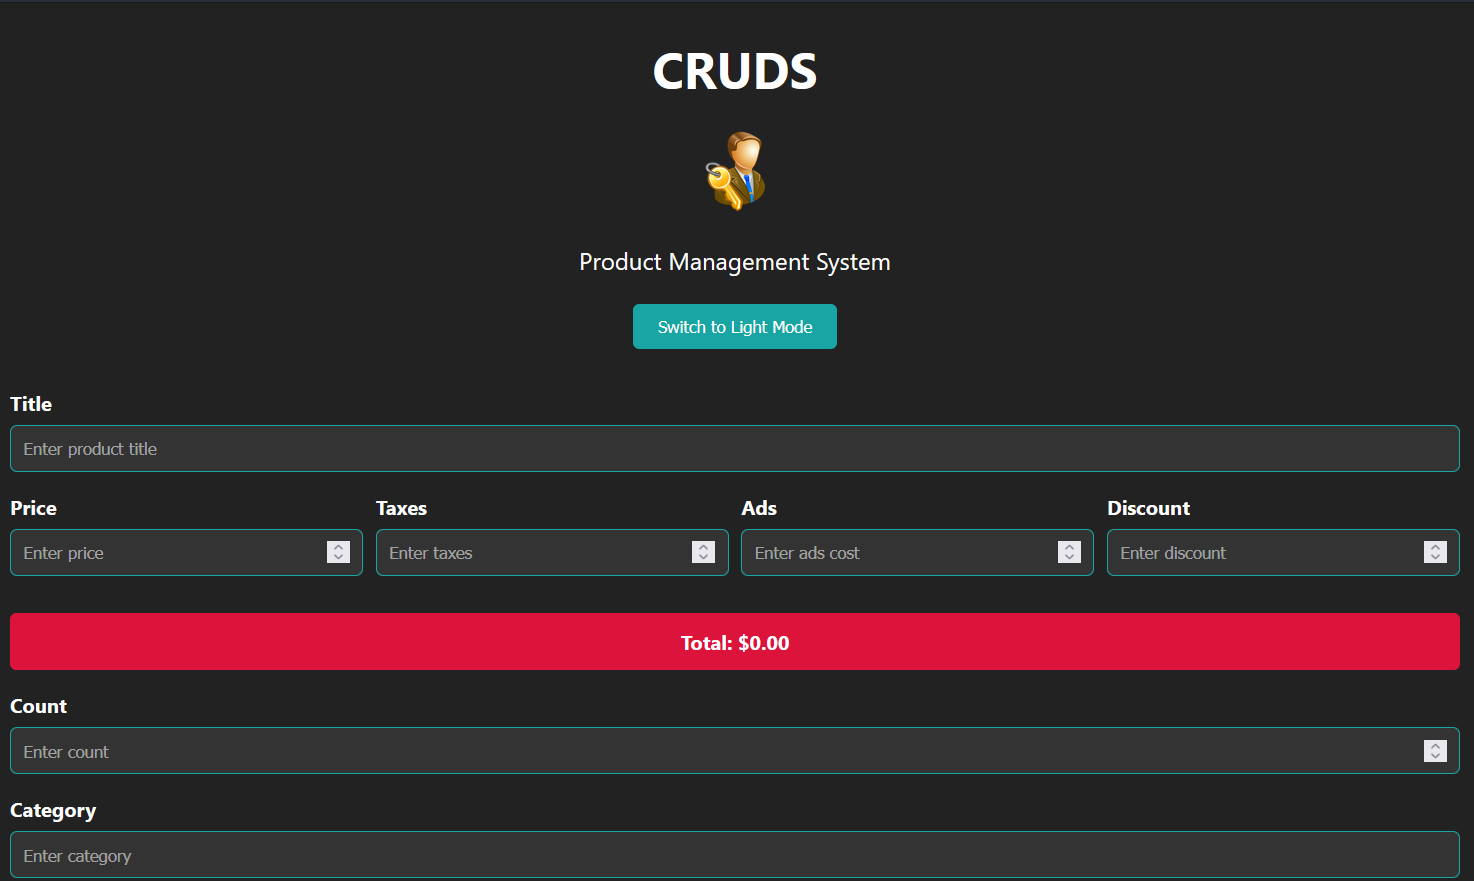 CRUDS
Product Management System
Switch to Light Mode
Title
Enter product title
Price Taxes Ads Discount
Enter price Enter taxes Enter ads cost Enter discount
Total: $0.00
Count
Enter count
Category
Enter category